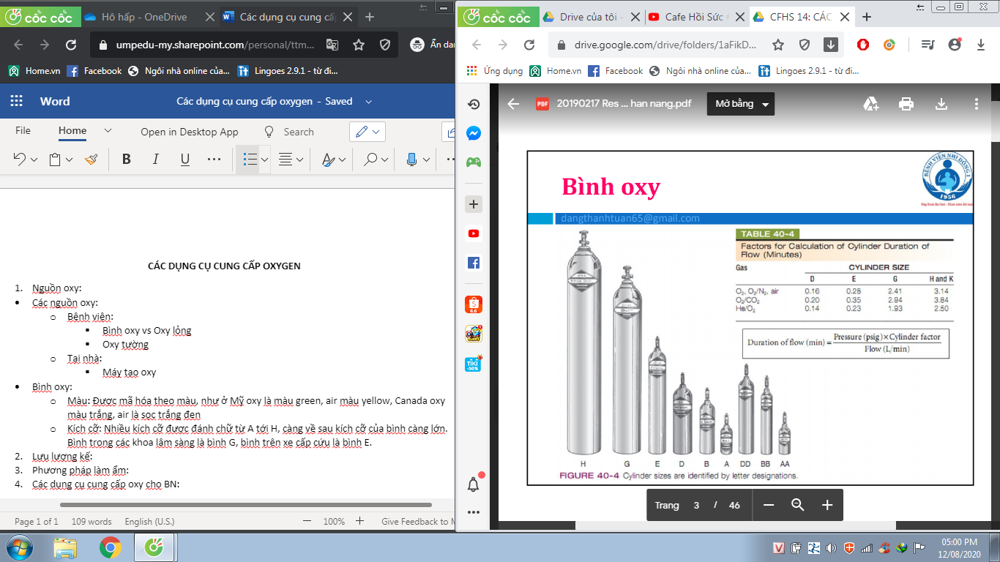 cốc cốc
Hô hấp - OneDrive
Các dụng cụ cung cấp
umpedu-my.sharepoint.com/personal/ttm...
Ẩn dan
Home.vn
Facebook
Ngôi nhà online của...
Lingoes 2.9.1 - từ đi...
Word
Các dụng cụ cung cấp oxygen - Saved
File
Home
Open in Desktop App
Search
B I U
CÁC DỤNG CỤ CUNG CẤP OXYGEN
1. Nguồn oxy:
• Các nguồn oxy:
o Bệnh viện:
▪ Bình oxy vs Oxy lỏng
▪ Oxy tường
o Tại nhà:
▪ Máy tạo oxy
• Bình oxy:
o Màu: Được mã hóa theo màu, như ở Mỹ oxy là màu green, air màu yellow, Canada oxy
màu trắng, air là sọc trắng đen
o Kích cỡ: Nhiều kích cỡ được đánh chữ từ A tới H, càng về sau kích cỡ của bình càng lớn.
Bình trong các khoa lâm sàng là bình G, bình trên xe cấp cứu là bình E.
2. Lưu lượng kế:
3. Phương pháp làm ẩm:
4. Các dụng cụ cung cấp oxy cho BN:
Page 1 of 1
109 words
English (U.S.)
100%
Give Feedback to M
cốc cốc
Drive của tôi -
Cafe Hồi Sức
CFHS 14: CÁC
drive.google.com/drive/folders/1aFikD...
Ứng dụng
Home.vn
Facebook
Ngôi nhà online của...
Lingoes 2.9.1 - từ đi...
PDF
20190217 Res ... han nang.pdf
Mở bằng
6.6
TIKI
-50%
BỆNH VIỆN NHI ĐỒNG 1
1956
Bình oxy
dangthanhtuan65@gmail.com
TABLE 40-4
Factors for Calculation of Cylinder Duration of
Flow (Minutes)
Gas CYLINDER SIZE
D E G H and K
O₂, O₂/N₂, air 0.16 0.28 2.41 3.14
O₂/CO₂ 0.20 0.35 2.94 3.84
He/O₂ 0.14 0.23 1.93 2.50
Duration of flow (min) = Pressure (psig)×Cylinder factor
Flow (L/min)
H G E D B A DD BB AA
FIGURE 40-4 Cylinder sizes are identified by letter designations.
Trang 3 / 46
05:00 PM
12/08/2020